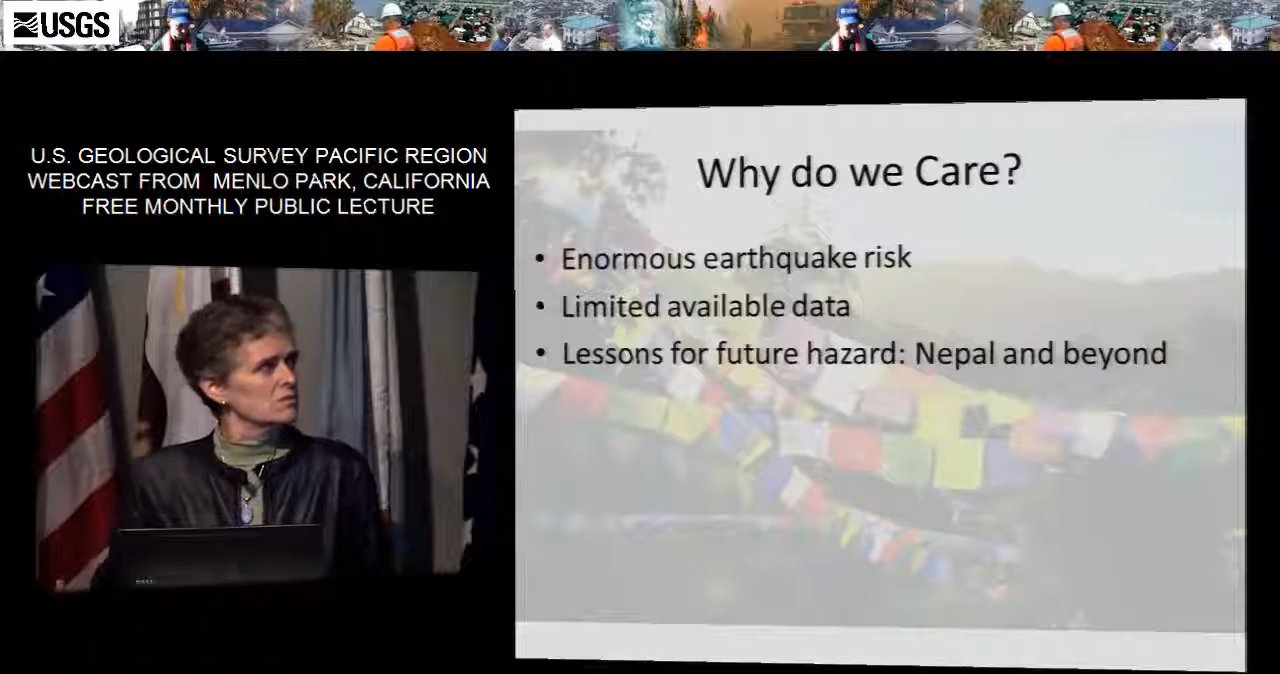 USGS
U.S. GEOLOGICAL SURVEY PACIFIC REGION
WEBCAST FROM MENLO PARK, CALIFORNIA
FREE MONTHLY PUBLIC LECTURE
Why do we Care?
• Enormous earthquake risk
• Limited available data
• Lessons for future hazard: Nepal and beyond